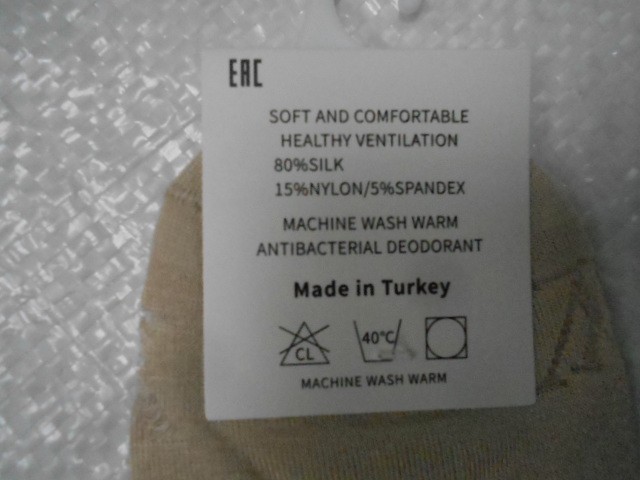 EAC
SOFT AND COMFORTABLE
HEALTHY VENTILATION
80%SILK
15%NYLON/5%SPANDEX
MACHINE WASH WARM
ANTIBACTERIAL DEODORANT
Made in Turkey
CL 40°C
MACHINE WASH WARM